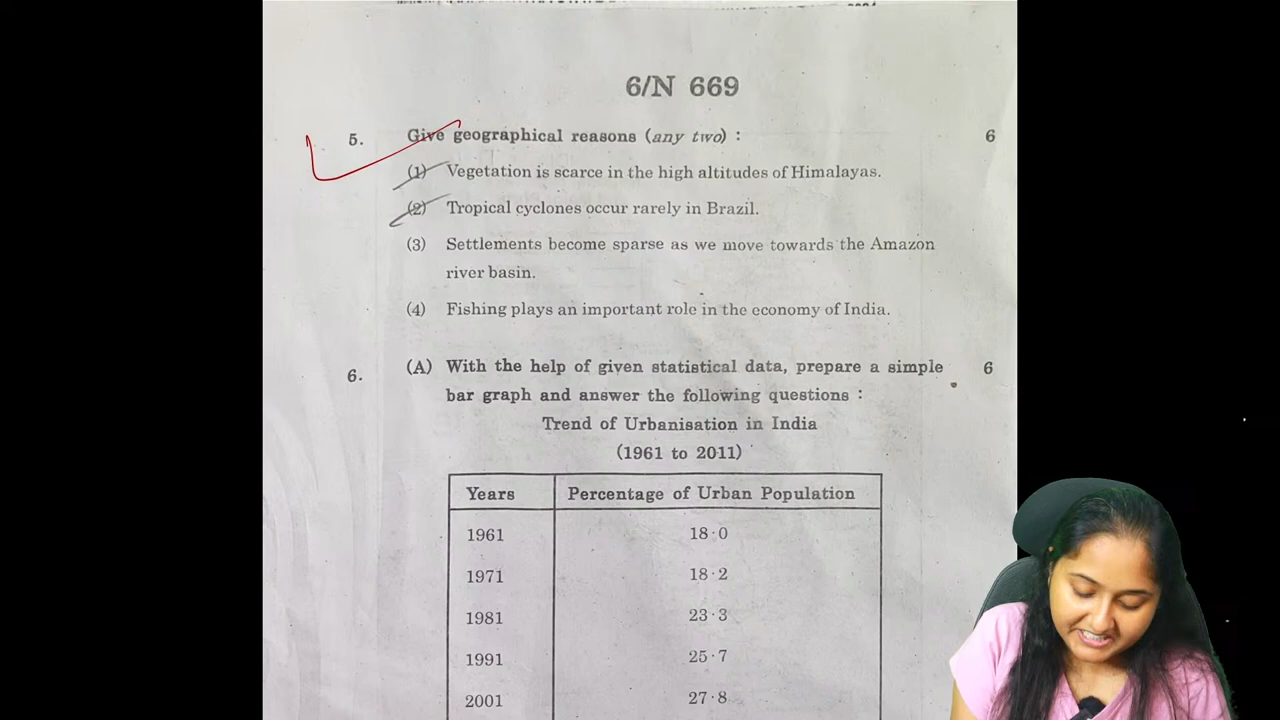 6/N 669
5. Give geographical reasons (any two) : 6
(1) Vegetation is scarce in the high altitudes of Himalayas.
(2) Tropical cyclones occur rarely in Brazil.
(3) Settlements become sparse as we move towards the Amazon
river basin.
(4) Fishing plays an important role in the economy of India.
6. (A) With the help of given statistical data, prepare a simple 6
bar graph and answer the following questions :
Trend of Urbanisation in India
(1961 to 2011)
Years Percentage of Urban Population
1961 18·0
1971 18·2
1981 23·3
1991 25·7
2001 27·8